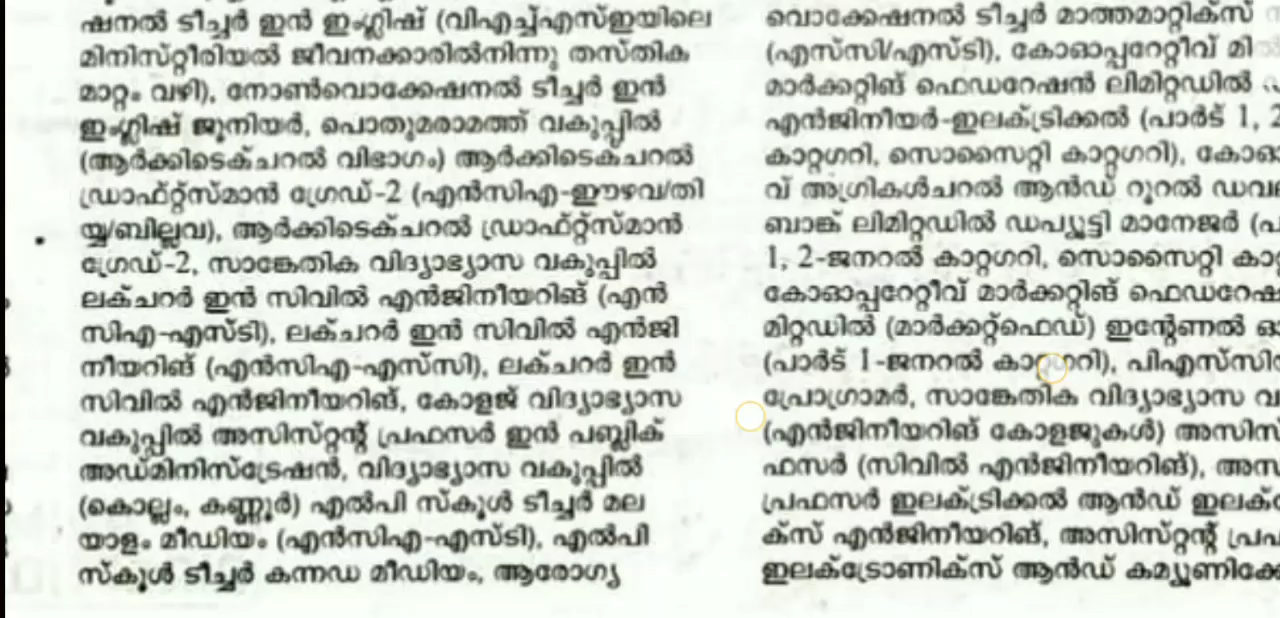 ഷനൽ ടീച്ചർ ഇൻ ഇംഗ്ലിഷ് (വിഎച്ച്എസ്ഇയിലെ
മിനിസ്റ്റീരിയൽ ജീവനക്കാരിൽനിന്നു തസ്തിക
മാറ്റം വഴി), നോൺവൊക്കേഷനൽ ടീച്ചർ ഇൻ
ഇംഗ്ലിഷ് ജൂനിയർ, പൊതുമരാമത്ത് വകുപ്പിൽ
(ആർക്കിടെക്ചറൽ വിഭാഗം) ആർക്കിടെക്ചറൽ
ഡ്രാഫ്റ്റ്സ്മാൻ ഗ്രേഡ്-2 (എൻസിഎ-ഈഴവ/തി
യ്യ/ബില്ലവ), ആർക്കിടെക്ചറൽ ഡ്രാഫ്റ്റ്സ്മാൻ
ഗ്രേഡ്-2, സാങ്കേതിക വിദ്യാഭ്യാസ വകുപ്പിൽ
ലക്ചറർ ഇൻ സിവിൽ എൻജിനീയറിങ് (എൻ
സിഎ-എസ്ടി), ലക്ചറർ ഇൻ സിവിൽ എൻജി
നീയറിങ് (എൻസിഎ-എസ്‌സി), ലക്ചറർ ഇൻ
സിവിൽ എൻജിനീയറിങ്, കോളജ് വിദ്യാഭ്യാസ
വകുപ്പിൽ അസിസ്റ്റന്റ് പ്രഫസർ ഇൻ പബ്ലിക്
അഡ്മിനിസ്ട്രേഷൻ, വിദ്യാഭ്യാസ വകുപ്പിൽ
(കൊല്ലം, കണ്ണൂർ) എൽപി സ്കൂൾ ടീച്ചർ മല
യാളം മീഡിയം (എൻസിഎ-എസ്ടി), എൽപി
സ്കൂൾ ടീച്ചർ കന്നഡ മീഡിയം, ആരോഗ്യ
വൊക്കേഷനൽ ടീച്ചർ മാത്തമാറ്റിക്സ്
(എസ്‌സി/എസ്ടി), കോഓപ്പറേറ്റീവ്
മാർക്കറ്റിങ് ഫെഡറേഷൻ ലിമിറ്റഡിൽ
എൻജിനീയർ-ഇലക്ട്രിക്കൽ (പാർട് 1, 2
കാറ്റഗറി, സൊസൈറ്റി കാറ്റഗറി),
വ് അഗ്രികൾചറൽ ആൻഡ് റൂറൽ
ബാങ്ക് ലിമിറ്റഡിൽ ഡപ്യൂട്ടി മാനേജർ
1, 2-ജനറൽ കാറ്റഗറി, സൊസൈറ്റി
കോഓപ്പറേറ്റീവ് മാർക്കറ്റിങ്
മിറ്റഡിൽ (മാർക്കറ്റ്ഫെഡ്) ഇന്റേണൽ
(പാർട് 1-ജനറൽ കാറ്റഗറി),
പ്രോഗ്രാമർ, സാങ്കേതിക വിദ്യാഭ്യാസ
(എൻജിനീയറിങ് കോളജുകൾ)
ഫസർ (സിവിൽ എൻജിനീയറിങ്),
പ്രഫസർ ഇലക്ട്രിക്കൽ ആൻഡ്
ക്സ് എൻജിനീയറിങ്, അസിസ്റ്റന്റ്
ഇലക്ട്രോണിക്സ് ആൻഡ്